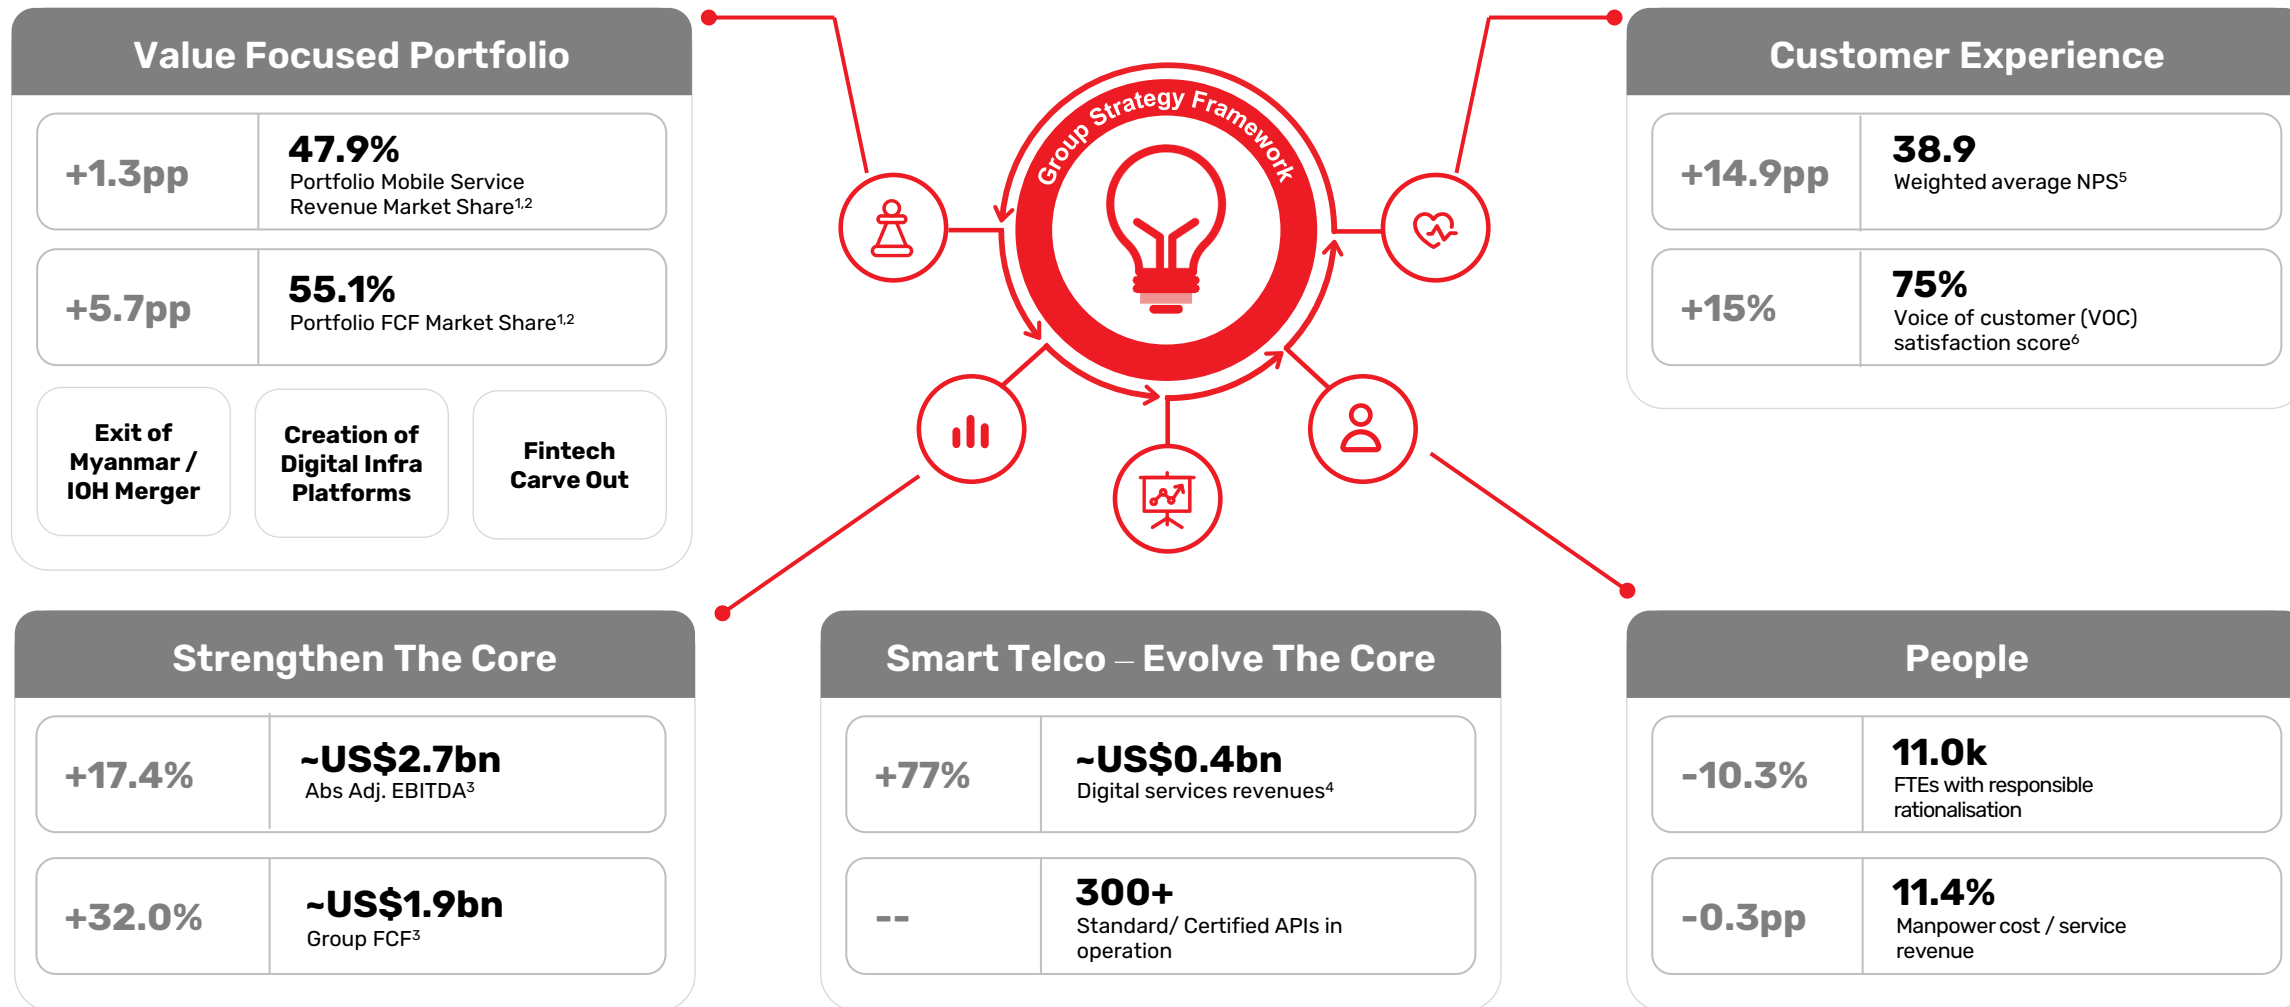 Value Focused Portfolio
+1.3pp
47.9%
Portfolio Mobile Service
Revenue Market Share1,2
+5.7pp
55.1%
Portfolio FCF Market Share1,2
Exit of
Myanmar /
IOH Merger
Creation of
Digital Infra
Platforms
Fintech
Carve Out
Group Strategy Framework
Customer Experience
+14.9pp
38.9
Weighted average NPS5
+15%
75%
Voice of customer (VOC)
satisfaction score6
Strengthen The Core
+17.4%
~US$2.7bn
Abs Adj. EBITDA3
+32.0%
~US$1.9bn
Group FCF3
Smart Telco – Evolve The Core
+77%
~US$0.4bn
Digital services revenues4
--
300+
Standard/ Certified APIs in
operation
People
-10.3%
11.0k
FTEs with responsible
rationalisation
-0.3pp
11.4%
Manpower cost / service
revenue